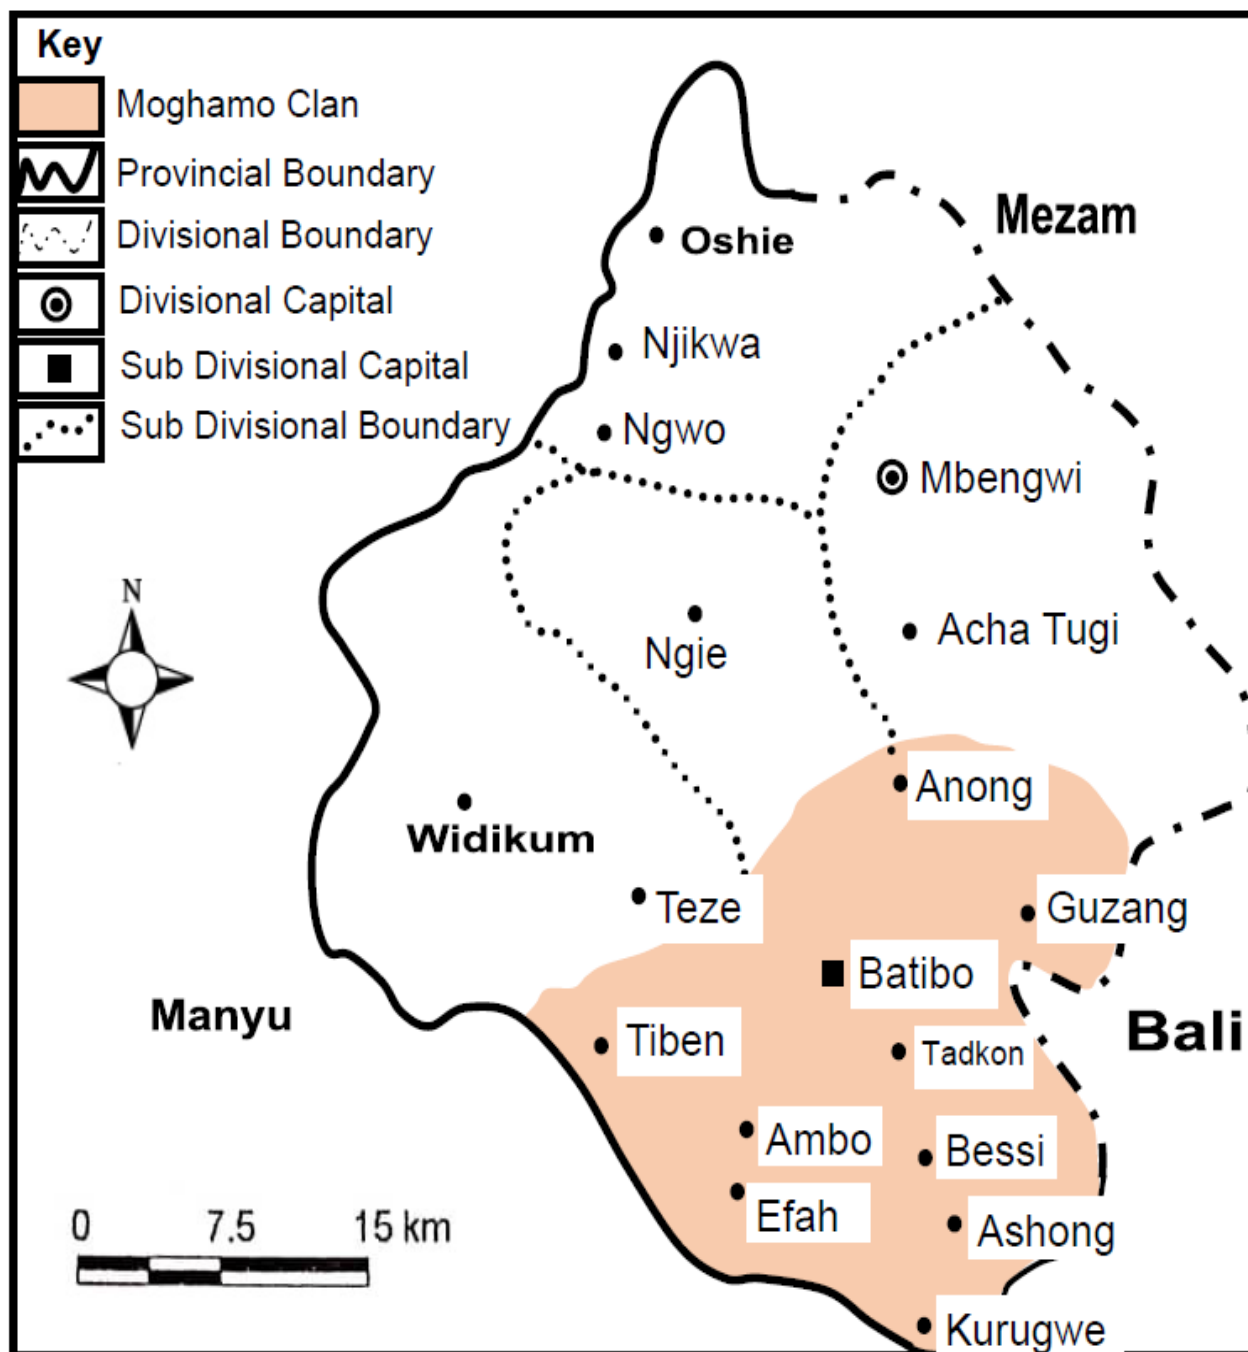 Key
Moghamo Clan
Provincial Boundary
Divisional Boundary
Divisional Capital
Sub Divisional Capital
Sub Divisional Boundary
Mezam
Oshie
Njikwa
Ngwo
Mbengwi
N
Acha Tugi
Ngie
Anong
Widikum
Teze
Guzang
Batibo
Manyu
Tiben
Bali
Tadkon
Ambo
Bessi
Efah
Ashong
0 7.5 15 km
Kurugwe